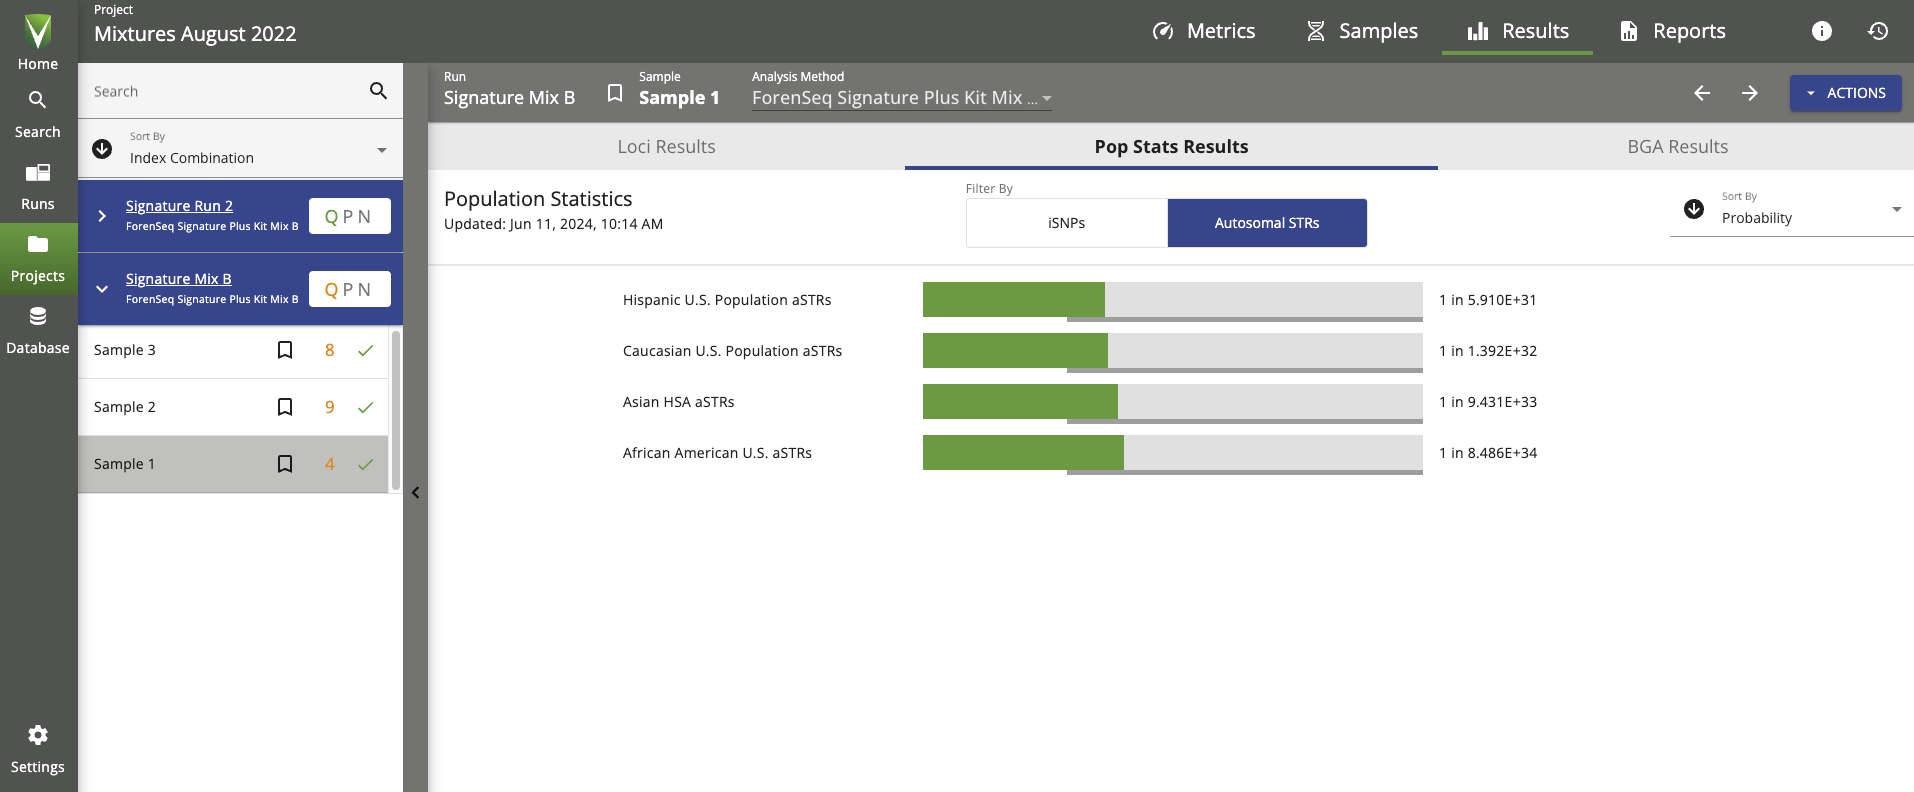 Project
Mixtures August 2022
Metrics
Samples
Results
Reports
Home
Search
Runs
Projects
Database
Settings
Search
Sort By
Index Combination
Signature Run 2
ForenSeq Signature Plus Kit Mix B
Q P N
Signature Mix B
ForenSeq Signature Plus Kit Mix B
Q P N
Sample 3 8
Sample 2 9
Sample 1 4
Run
Signature Mix B
Sample
Sample 1
Analysis Method
ForenSeq Signature Plus Kit Mix ...
ACTIONS
Loci Results
Pop Stats Results
BGA Results
Population Statistics
Updated: Jun 11, 2024, 10:14 AM
Filter By
iSNPs
Autosomal STRs
Sort By
Probability
Hispanic U.S. Population aSTRs 1 in 5.910E+31
Caucasian U.S. Population aSTRs 1 in 1.392E+32
Asian HSA aSTRs 1 in 9.431E+33
African American U.S. aSTRs 1 in 8.486E+34